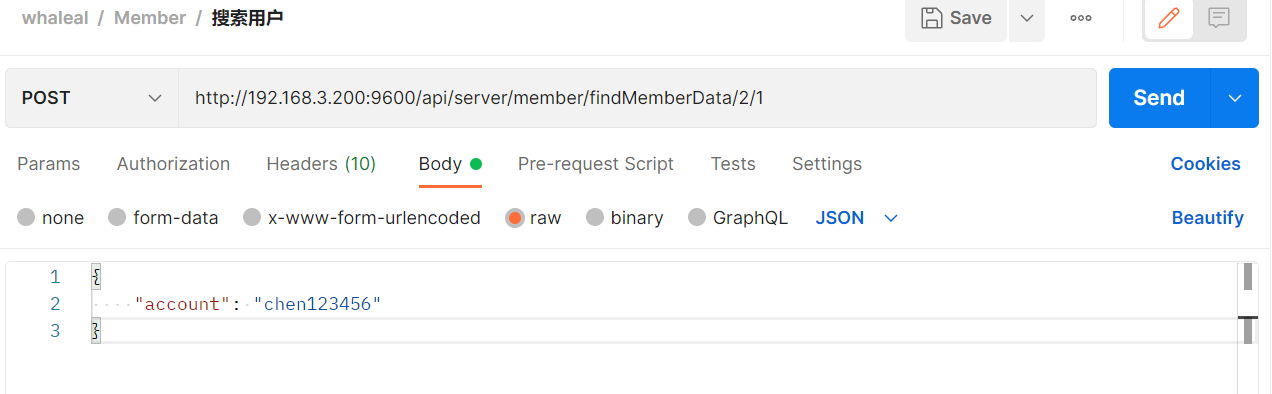 whaleal / Member / 搜索用户 Save
POST http://192.168.3.200:9600/api/server/member/findMemberData/2/1 Send
Params Authorization Headers (10) Body Pre-request Script Tests Settings Cookies
none form-data x-www-form-urlencoded raw binary GraphQL JSON Beautify
1 {
2 "account": "chen123456"
3 }